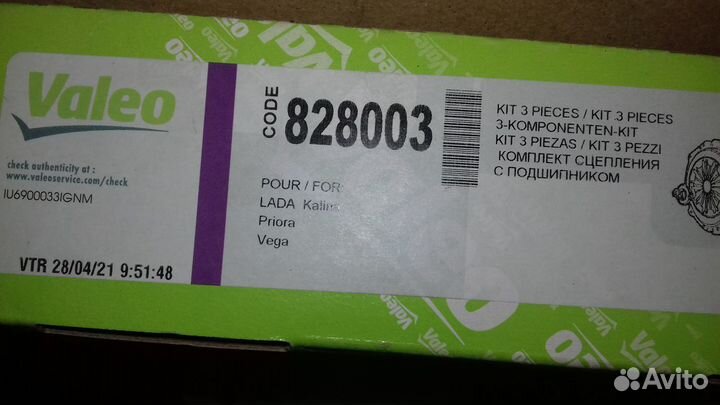 Valeo
check authenticity at :
www.valeoservice.com/check
IU6900033IGNM
VTR 28/04/21 9:51:48
CODE 828003
POUR / FOR
LADA Kalina
Priora
Vega
KIT 3 PIECES / KIT 3 PIECES
3-KOMPONENTEN-KIT
KIT 3 PIEZAS / KIT 3 PEZZI
КОМПЛЕКТ СЦЕПЛЕНИЯ
С ПОДШИПНИКОМ
Valeo
Avito